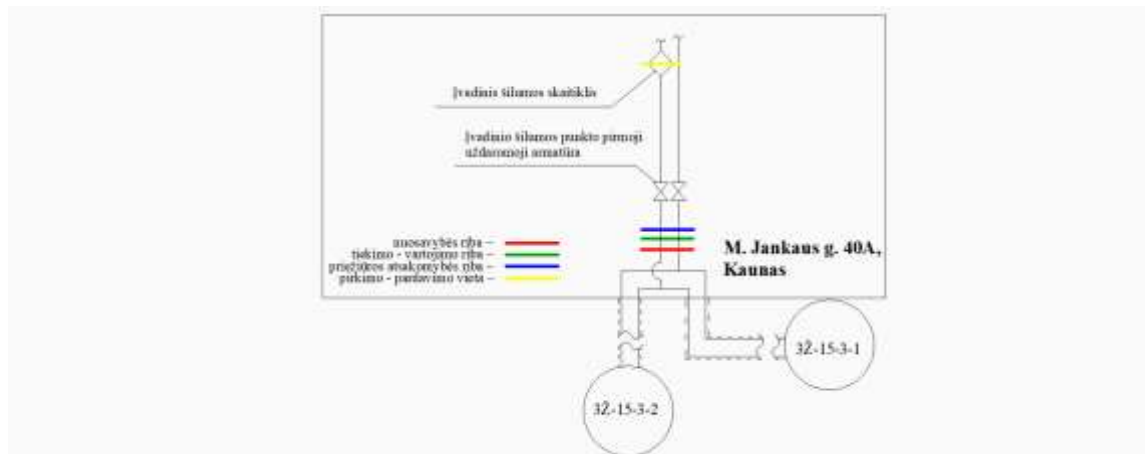 Įvadinis šilumos skaitiklis
Įvadinio šilumos punkto pirmoji
uždaromoji armatūra
nuosavybės riba –
tiekimo - vartojimo riba –
priežiūros atsakomybės riba –
pirkimo - pardavimo vieta –
M. Jankaus g. 40A,
Kaunas
3Ž-15-3-1
3Ž-15-3-2